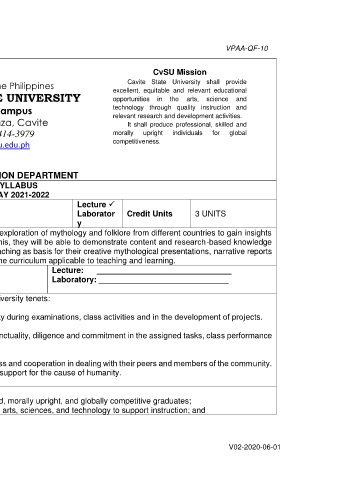 VPAA-QF-10
e Philippines
E UNIVERSITY
ampus
nza, Cavite
414-3979
u.edu.ph
CvSU Mission
Cavite State University shall provide
excellent, equitable and relevant educational
opportunities in the arts, science and
technology through quality instruction and
relevant research and development activities.
It shall produce professional, skilled and
morally upright individuals for global
competitiveness.
ION DEPARTMENT
YLLABUS
AY 2021-2022
Lecture ✓
Laborator
y
Credit Units
3 UNITS
exploration of mythology and folklore from different countries to gain insights
his, they will be able to demonstrate content and research-based knowledge
ching as basis for their creative mythological presentations, narrative reports
he curriculum applicable to teaching and learning.
Lecture: ______________________________
Laboratory: ______________________________
versity tenets:
y during examinations, class activities and in the development of projects.
nctuality, diligence and commitment in the assigned tasks, class performance
ss and cooperation in dealing with their peers and members of the community.
support for the cause of humanity.
d, morally upright, and globally competitive graduates;
arts, sciences, and technology to support instruction; and
V02-2020-06-01